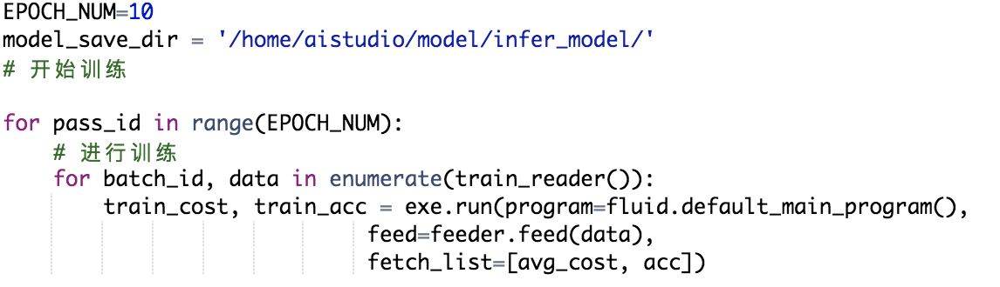 EPOCH_NUM=10
model_save_dir = '/home/aistudio/model/infer_model/'
# 开始训练
for pass_id in range(EPOCH_NUM):
# 进行训练
for batch_id, data in enumerate(train_reader()):
train_cost, train_acc = exe.run(program=fluid.default_main_program(),
feed=feeder.feed(data),
fetch_list=[avg_cost, acc])